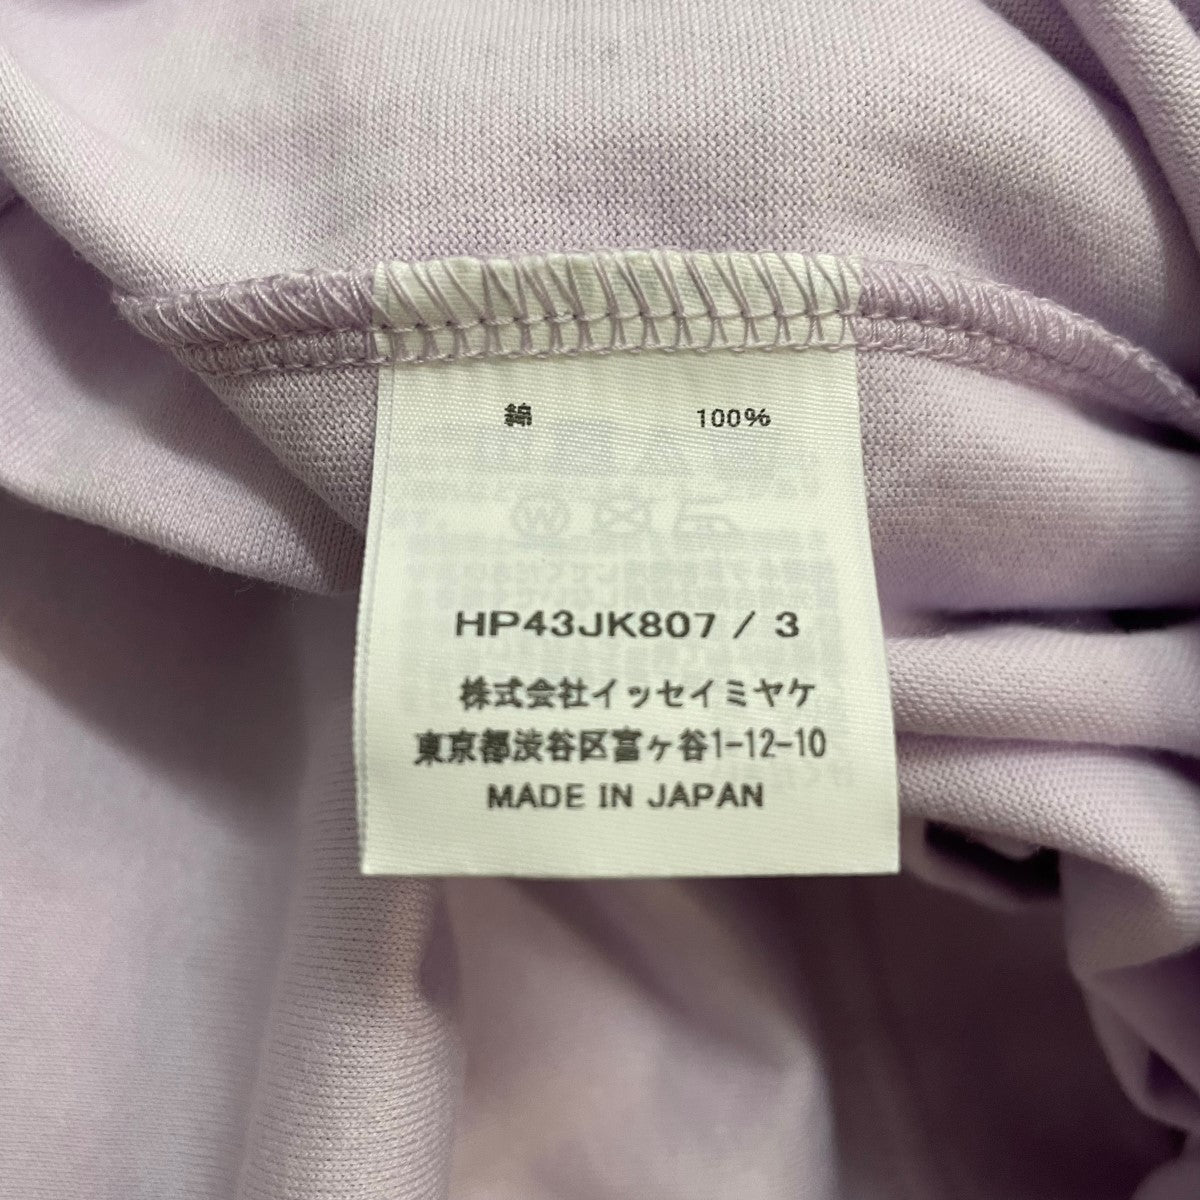 綿 100%
HP43JK807 / 3
株式会社イッセイミヤケ
東京都渋谷区富ヶ谷1-12-10
MADE IN JAPAN